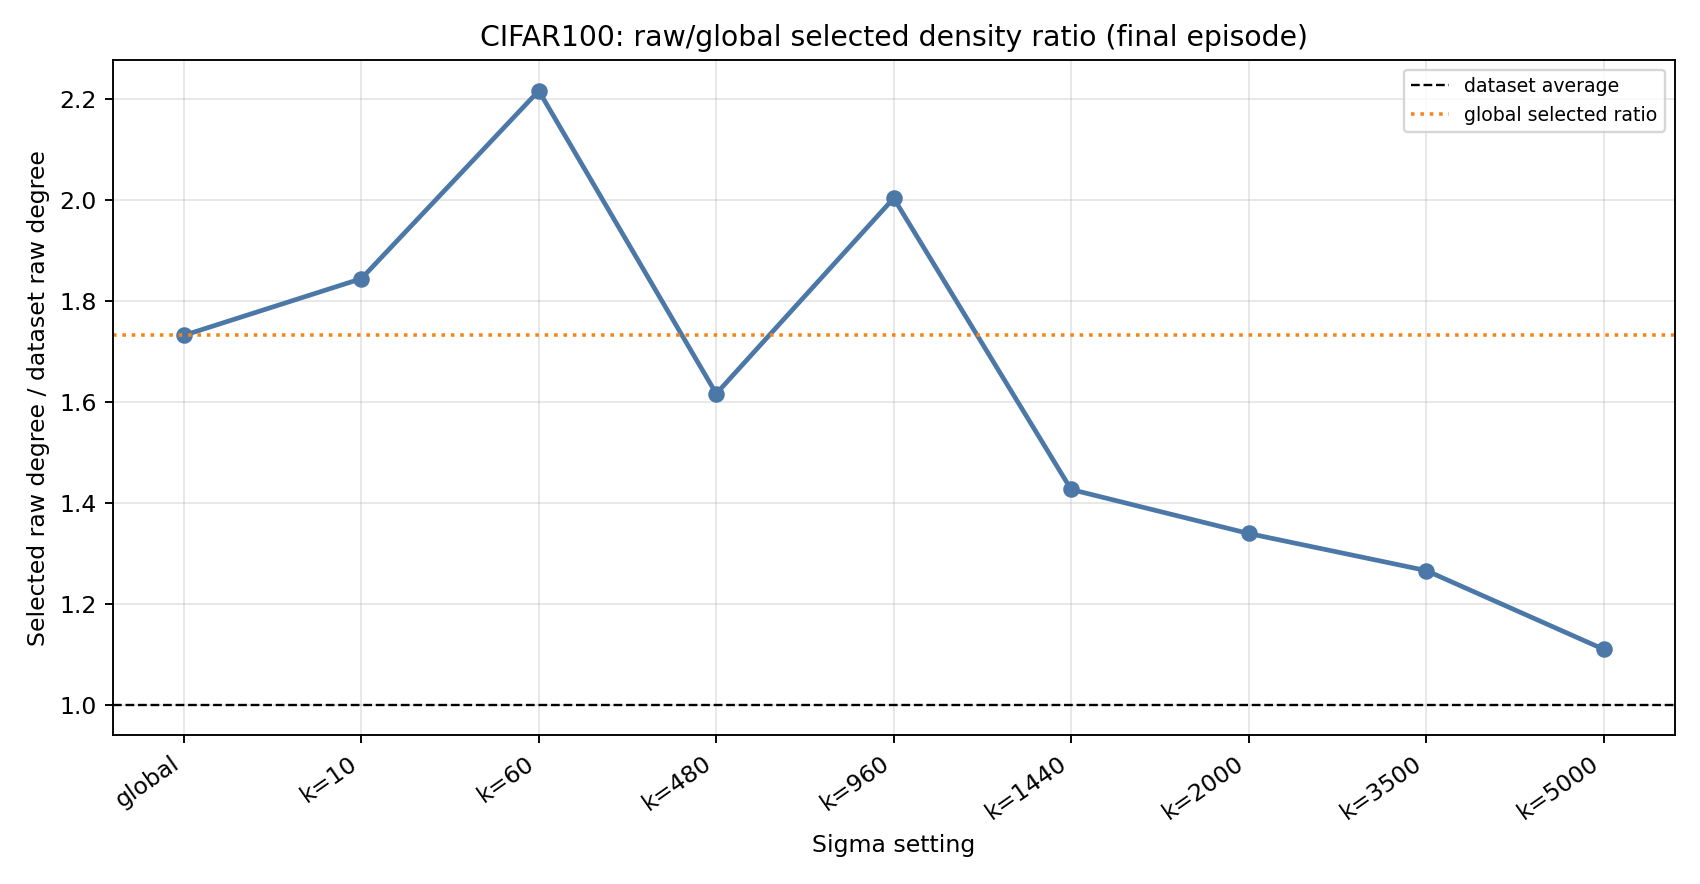 CIFAR100: raw/global selected density ratio (final episode)
dataset average
global selected ratio
Selected raw degree / dataset raw degree
2.2
2.0
1.8
1.6
1.4
1.2
1.0
global
k=10
k=60
k=480
k=960
k=1440
k=2000
k=3500
k=5000
Sigma setting